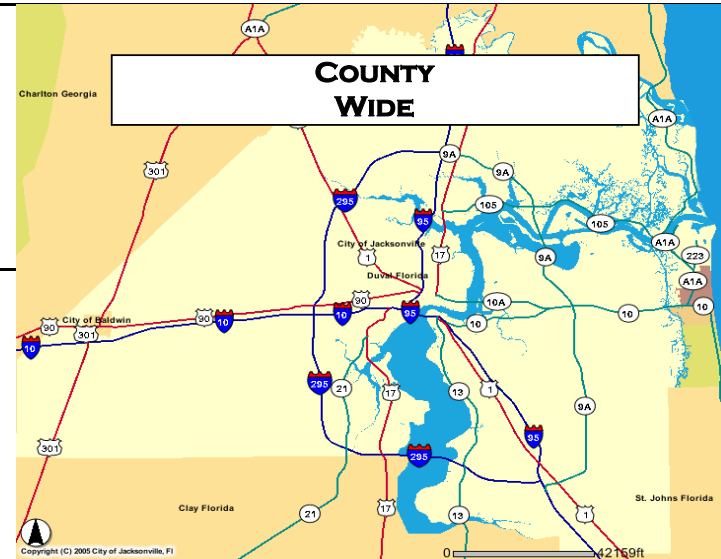 A1A
COUNTY
WIDE
Charlton Georgia
A1A
9A
301
9A
295
105
95
105
City of Jacksonville
A1A
1
17
223
9A
Duval Florida
A1A
90
10A
10
City of Baldwin
90
10
10
95
10
90
301
10
10
295
21
17
13
1
9A
95
301
295
Clay Florida
St. Johns Florida
21
17
13
1
Copyright (C) 2005 City of Jacksonville, Fl
0
42159ft